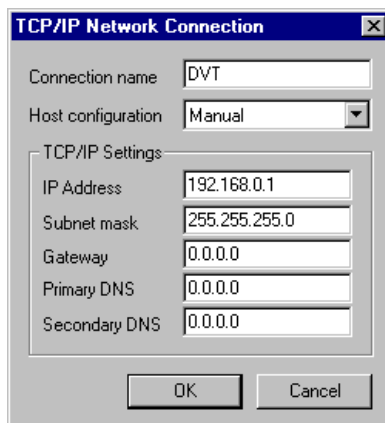 TCP/IP Network Connection
Connection name DVT
Host configuration Manual
TCP/IP Settings
IP Address 192.168.0.1
Subnet mask 255.255.255.0
Gateway 0.0.0.0
Primary DNS 0.0.0.0
Secondary DNS 0.0.0.0
OK Cancel